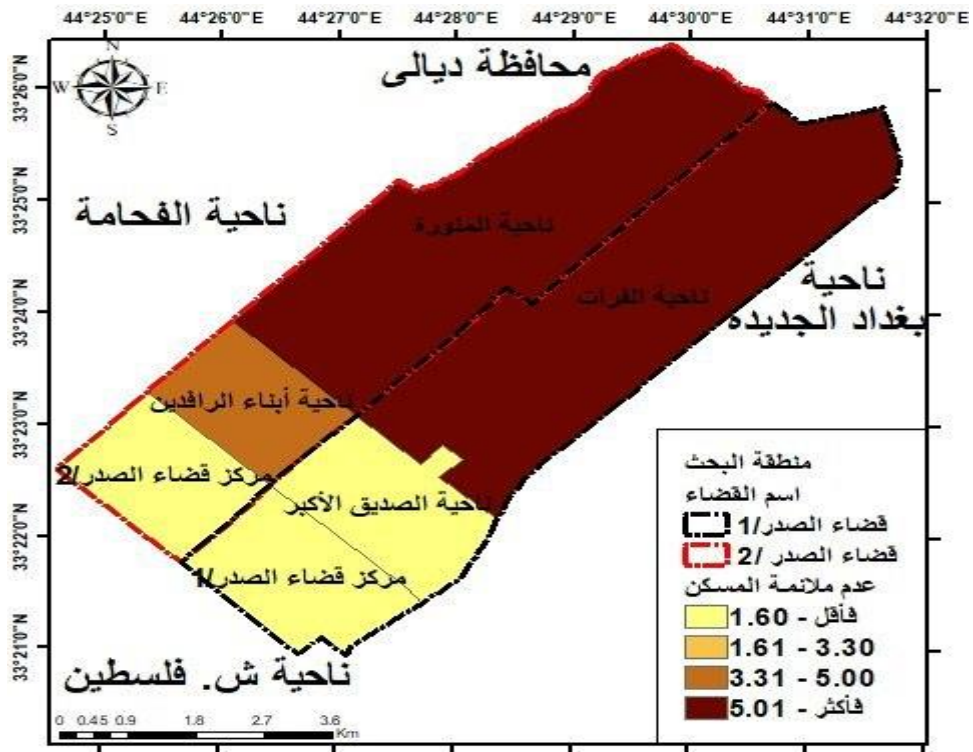 44°25'0"E 44°26'0"E 44°27'0"E 44°28'0"E 44°29'0"E 44°30'0"E 44°31'0"E 44°32'0"E
33°26'0"N
33°25'0"N
33°24'0"N
33°23'0"N
33°22'0"N
33°21'0"N
N
W E
S
محافظة ديالى
ناحية الفحامة
ناحية المنورة
ناحية الفرات
ناحية
بغداد الجديده
ناحية أبناء الرافدين
مركز قضاء الصدر/2
ناحية الصديق الأكبر
مركز قضاء الصدر/1
ناحية ش. فلسطين
0 0.45 0.9 1.8 2.7 3.6
Km
منطقة البحث
اسم القضاء
قضاء الصدر/1
قضاء الصدر /2
عدم ملائمة المسكن
فأقل - 1.60
1.61 - 3.30
3.31 - 5.00
فأكثر - 5.01